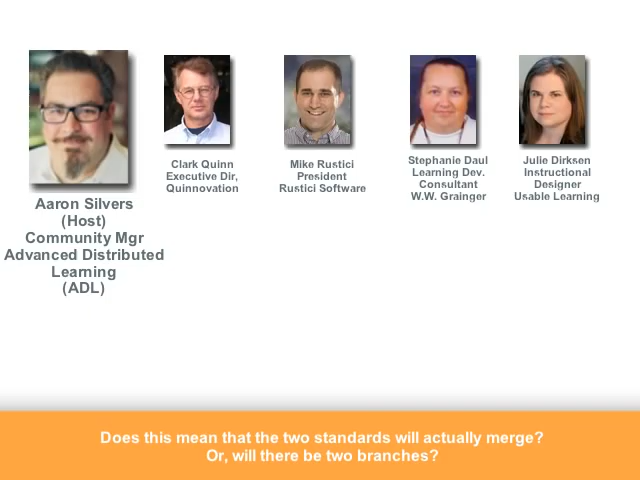 Aaron Silvers
(Host)
Community Mgr
Advanced Distributed
Learning
(ADL)
Clark Quinn
Executive Dir,
Quinnovation
Mike Rustici
President
Rustici Software
Stephanie Daul
Learning Dev.
Consultant
W.W. Grainger
Julie Dirksen
Instructional
Designer
Usable Learning
Does this mean that the two standards will actually merge?
Or, will there be two branches?